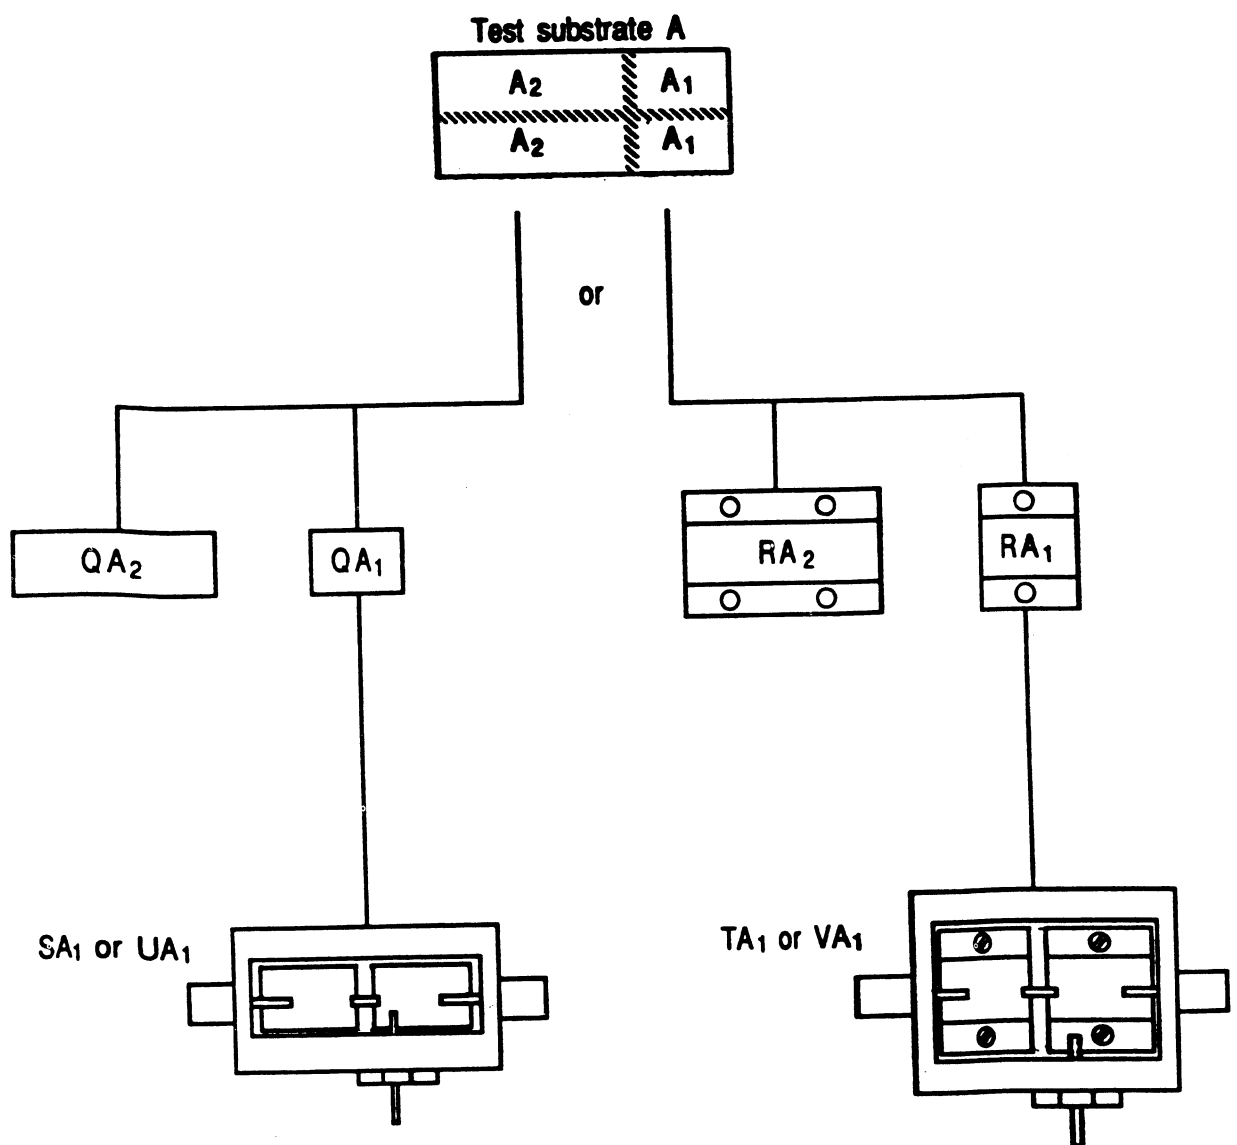 Test substrate A
A2 A1
A2 A1
or
QA2 QA1 RA2 RA1
SA1 or UA1
TA1 or VA1